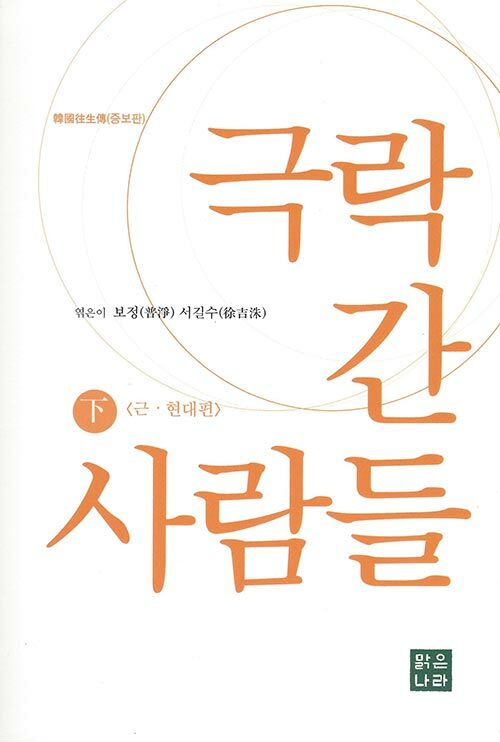 韓國往生傳(증보판)
극락
간
사람들
엮은이 보정(普淨) 서길수(徐吉洙)
下 〈근·현대편〉
맑은
나라